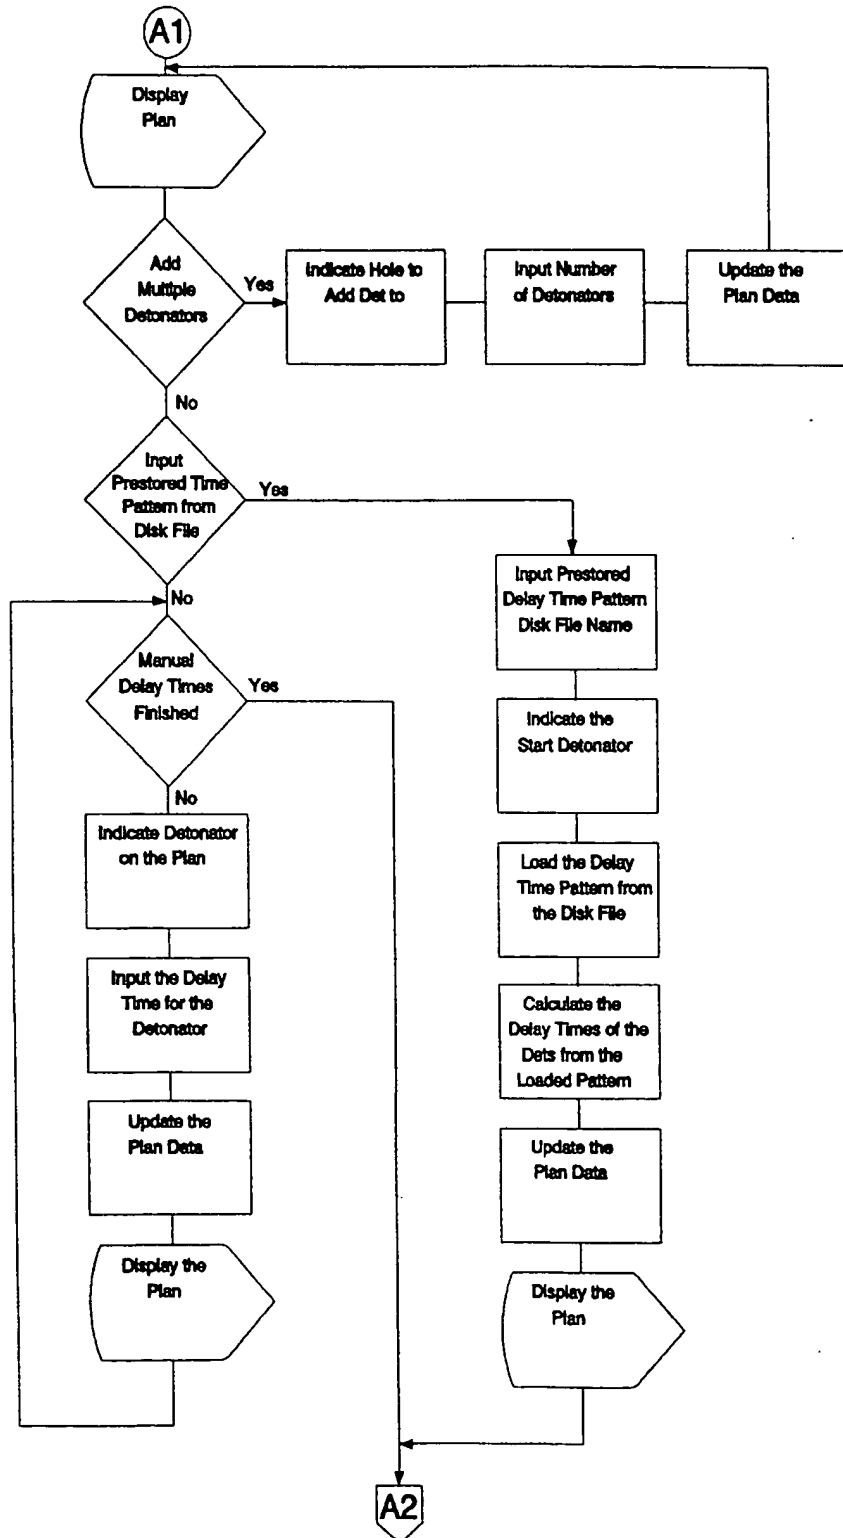 A1
Display
Plan
Add
Multiple
Detonators
Yes
Indicate Hole to
Add Det to
Input Number
of Detonators
Update the
Plan Data
No
Input
Prestored Time
Pattern from
Disk File
Yes
No
Input Prestored
Delay Time Pattern
Disk File Name
Manual
Delay Times
Finished
Yes
Indicate the
Start Detonator
No
Indicate Detonator
on the Plan
Load the Delay
Time Pattern from
the Disk File
Input the Delay
Time for the
Detonator
Calculate the
Delay Times of the
Dets from the
Loaded Pattern
Update the
Plan Data
Update the
Plan Data
Display the
Plan
Display the
Plan
A2